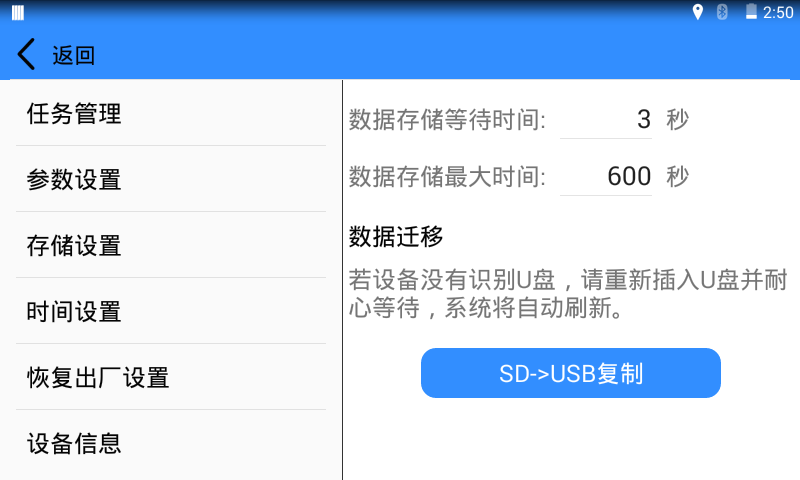 2:50
返回
任务管理
参数设置
存储设置
时间设置
恢复出厂设置
设备信息
数据存储等待时间: 3 秒
数据存储最大时间: 600 秒
数据迁移
若设备没有识别U盘，请重新插入U盘并耐
心等待，系统将自动刷新。
SD->USB复制